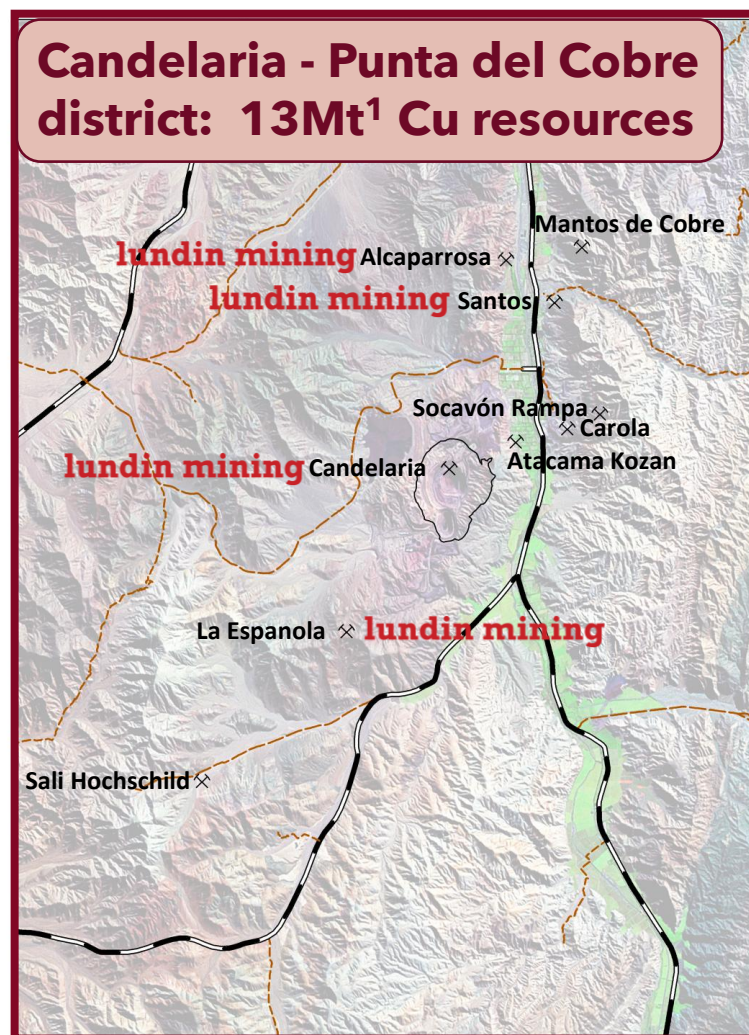 Candelaria - Punta del Cobre
district: 13Mt¹ Cu resources
Mantos de Cobre
lundin mining Alcaparrosa
lundin mining Santos
Socavón Rampa
Carola
Atacama Kozan
lundin mining Candelaria
La Espanola lundin mining
Sali Hochschild